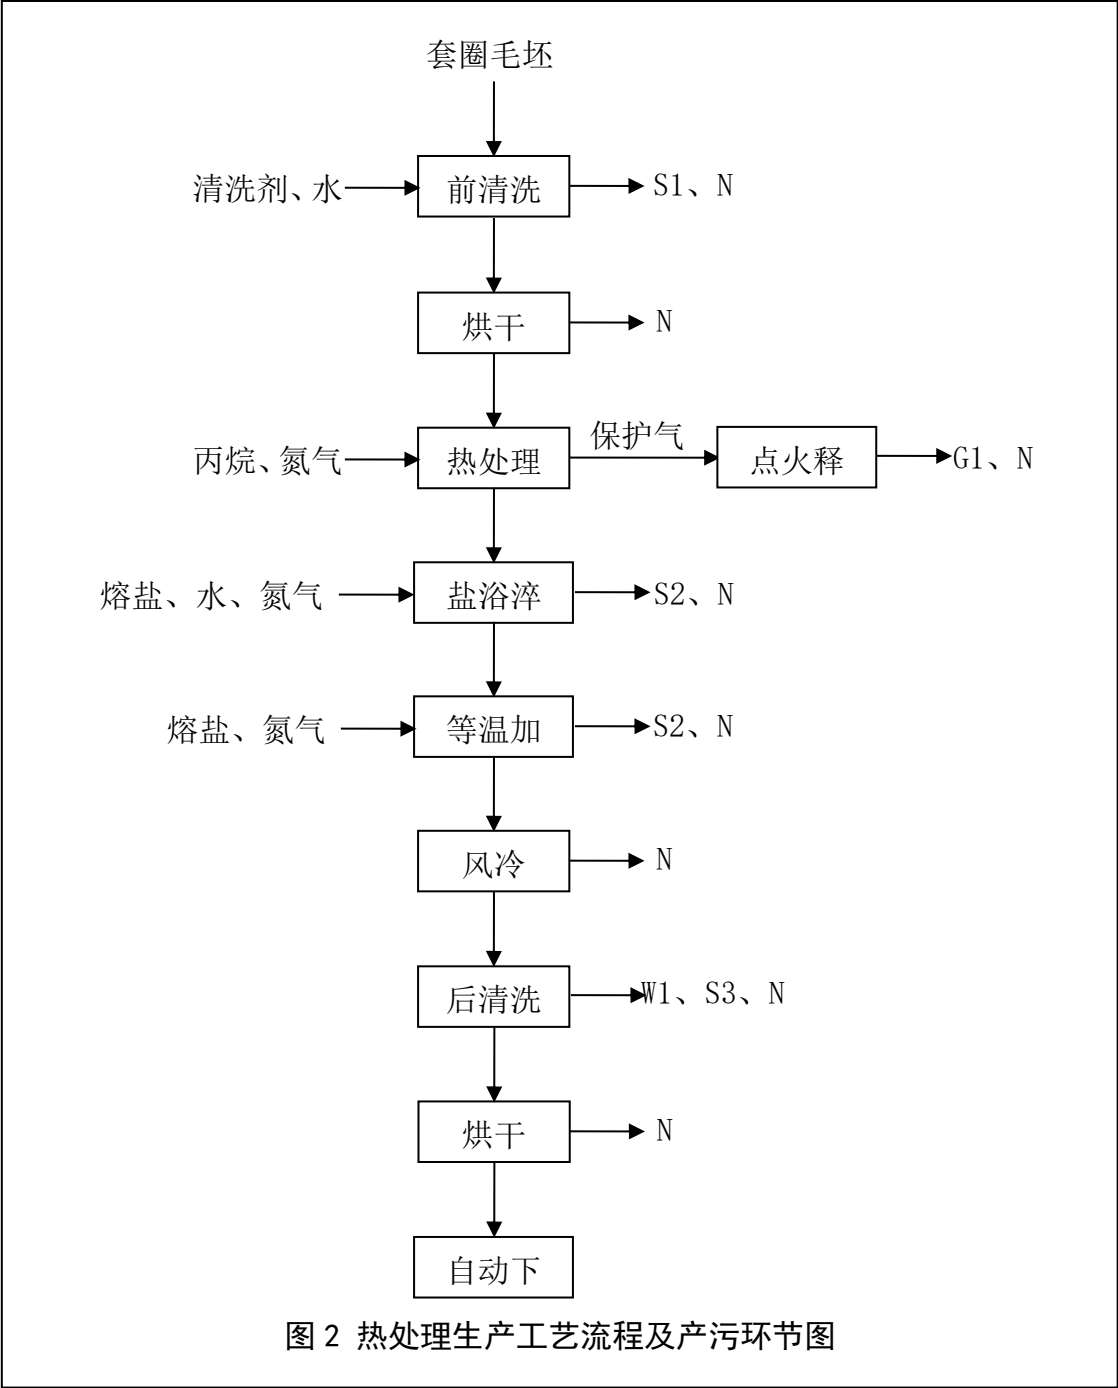 套圈毛坯
清洗剂、水 前清洗 S1、N
烘干 N
丙烷、氮气 热处理 保护气 点火释 G1、N
熔盐、水、氮气 盐浴淬 S2、N
熔盐、氮气 等温加 S2、N
风冷 N
后清洗 W1、S3、N
烘干 N
自动下
图 2 热处理生产工艺流程及产污环节图